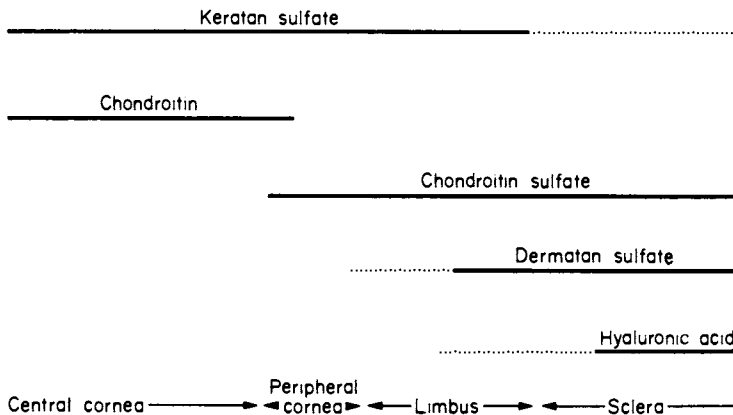 Keratan sulfate
Chondroitin
Chondroitin sulfate
Dermatan sulfate
Hyaluronic acid
Central cornea
Peripheral
cornea
Limbus
Sclera